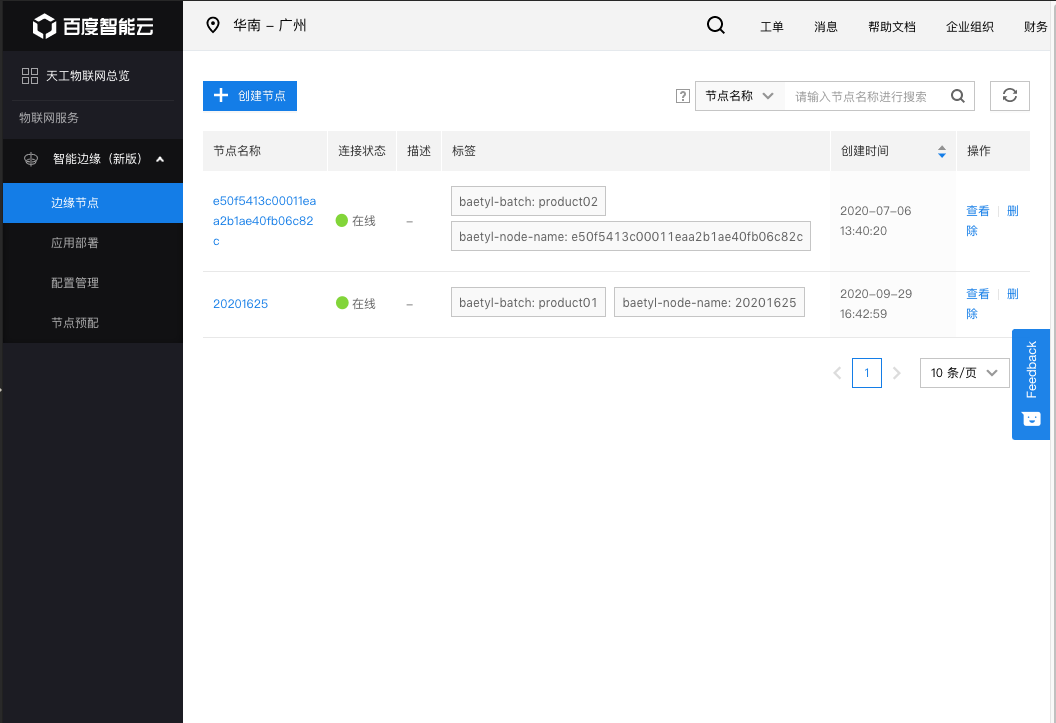 百度智能云
华南 – 广州
工单
消息
帮助文档
企业组织
财务
天工物联网总览
物联网服务
智能边缘（新版）
边缘节点
应用部署
配置管理
节点预配
创建节点
?
节点名称
请输入节点名称进行搜索
节点名称
连接状态
描述
标签
创建时间
操作
e50f5413c00011ea
a2b1ae40fb06c82
c
在线
–
baetyl-batch: product02
baetyl-node-name: e50f5413c00011eaa2b1ae40fb06c82c
2020-07-06
13:40:20
查看 | 删
除
20201625
在线
–
baetyl-batch: product01
baetyl-node-name: 20201625
2020-09-29
16:42:59
查看 | 删
除
1
10 条/页
Feedback